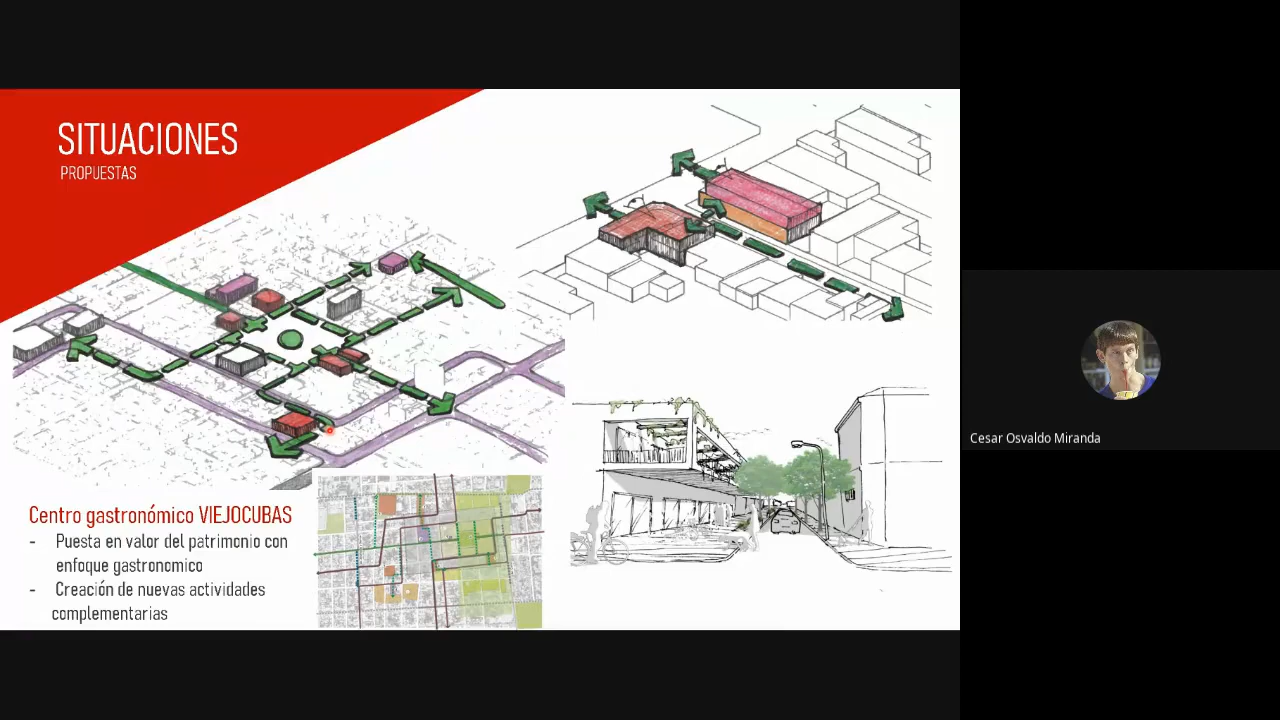 SITUACIONES
PROPUESTAS
Centro gastronómico VIEJOCUBAS
- Puesta en valor del patrimonio con
enfoque gastronomico
- Creación de nuevas actividades
complementarias
Cesar Osvaldo Miranda